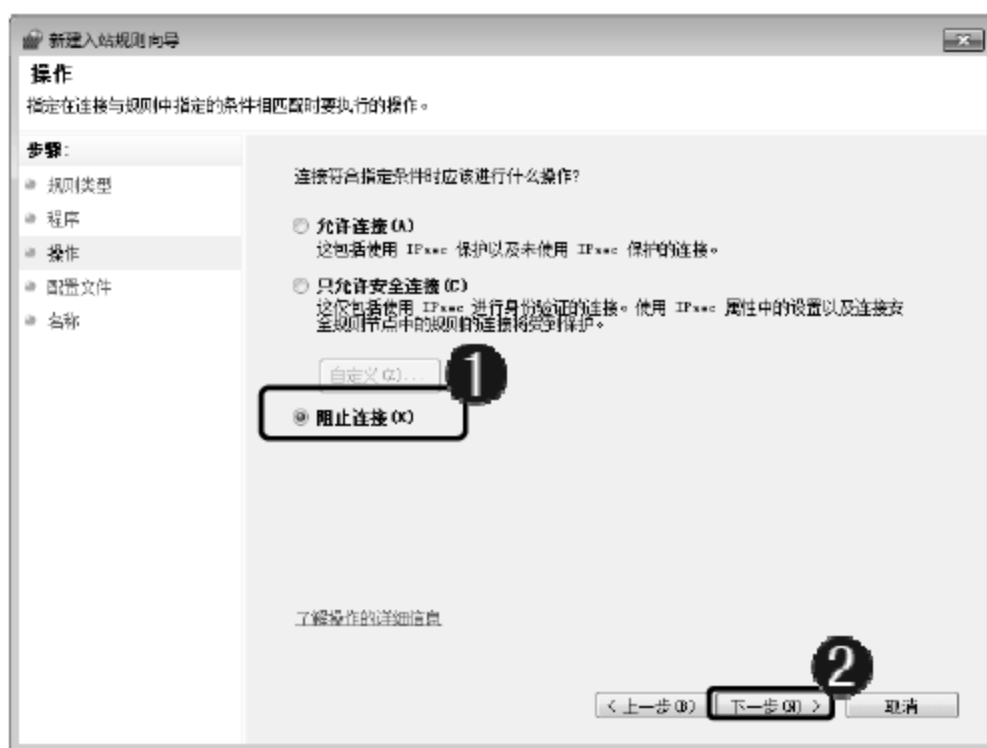 新建入站规则向导
操作
指定在连接与规则中指定的条件相匹配时要执行的操作。
步骤:
规则类型
程序
操作
配置文件
名称
连接符合指定条件时应该进行什么操作?
允许连接(A)
这包括使用 IPsec 保护以及未使用 IPsec 保护的连接。
只允许安全连接(C)
这仅包括使用 IPsec 进行身份验证的连接。使用 IPsec 属性中的设置以及连接安
全规则节点中的规则的连接将受到保护。
自定义(Z)...
1
阻止连接(K)
了解操作的详细信息
2
< 上一步(B)
下一步(N) >
取消